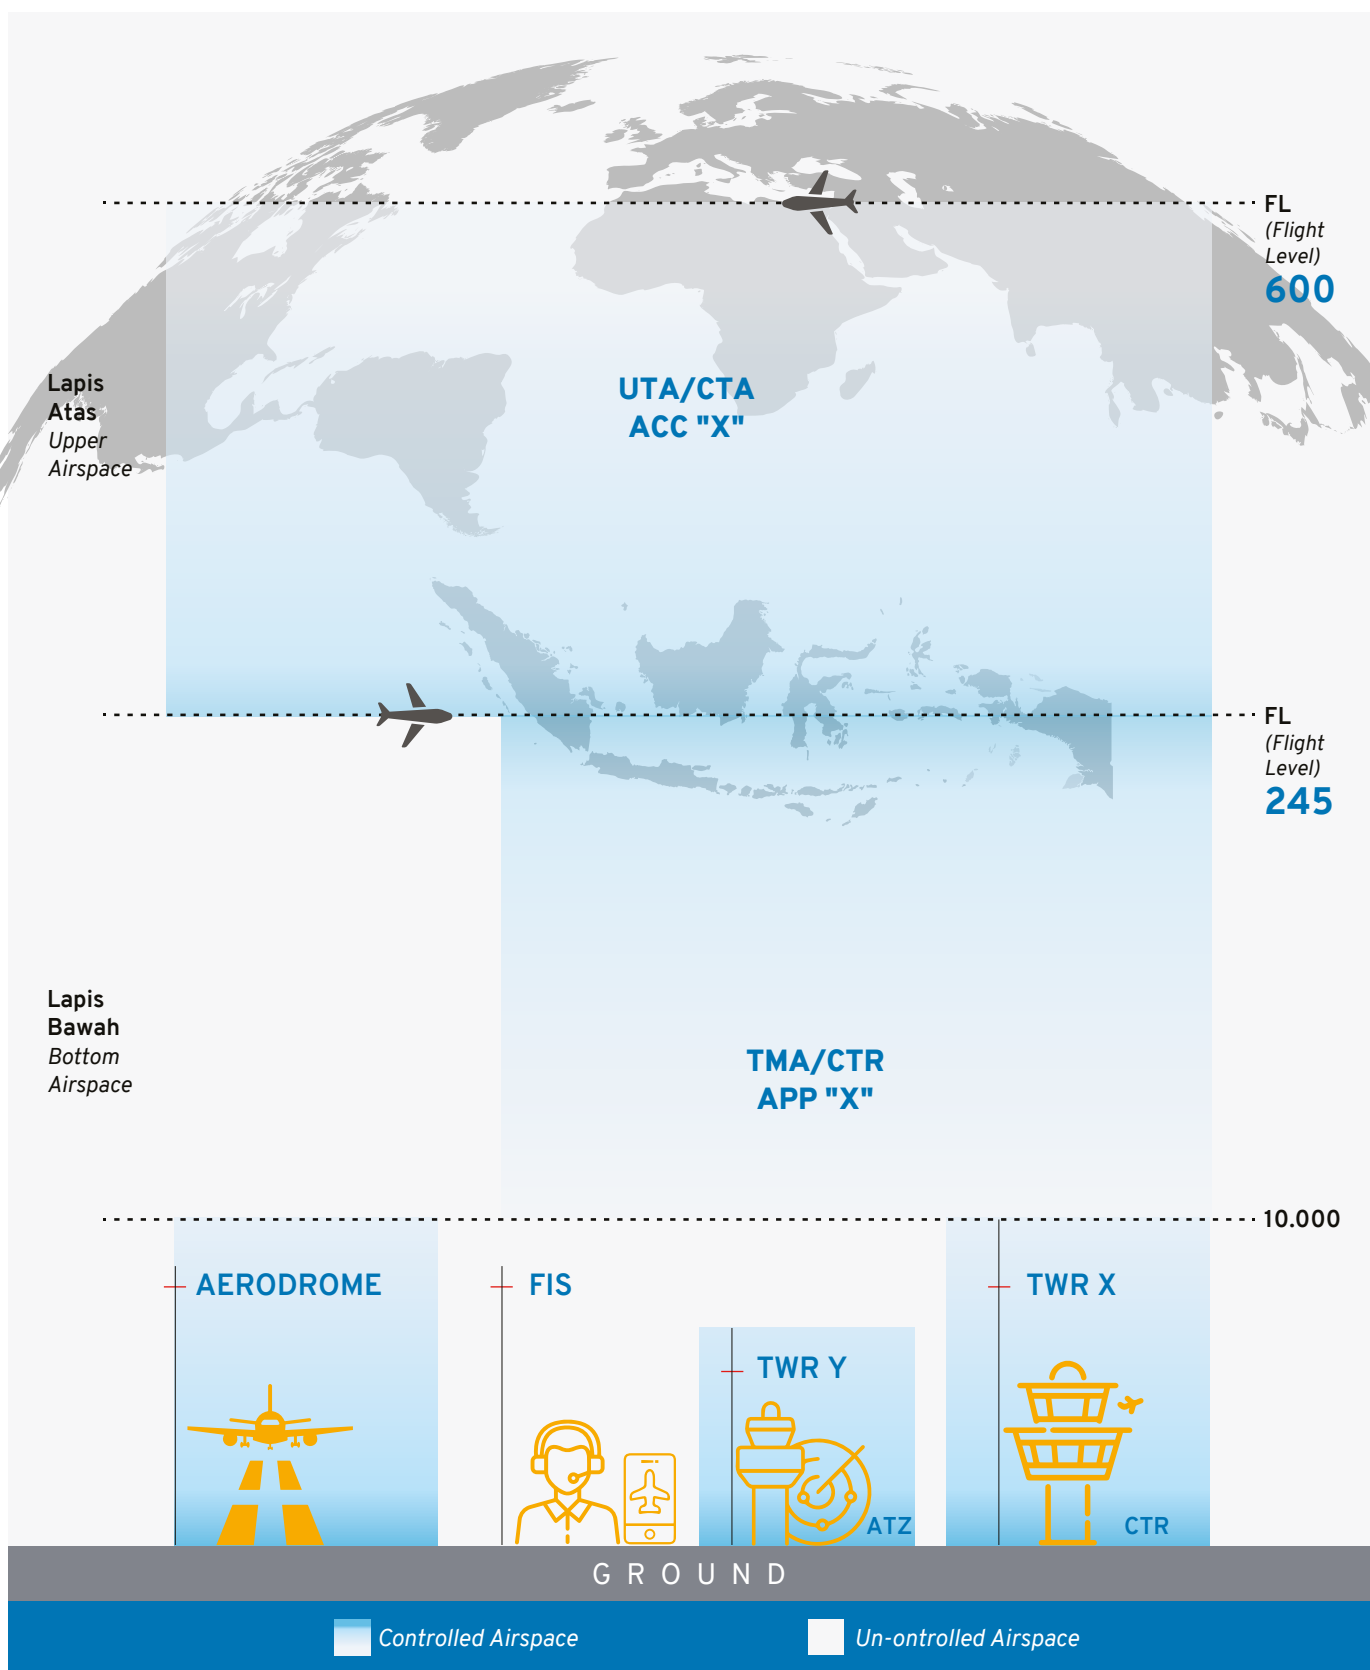 FL
(Flight
Level)
600
Lapis
Atas
Upper
Airspace
UTA/CTA
ACC "X"
FL
(Flight
Level)
245
Lapis
Bawah
Bottom
Airspace
TMA/CTR
APP "X"
10.000
AERODROME
FIS
TWR X
TWR Y
ATZ
CTR
GROUND
Controlled Airspace
Un-ontrolled Airspace